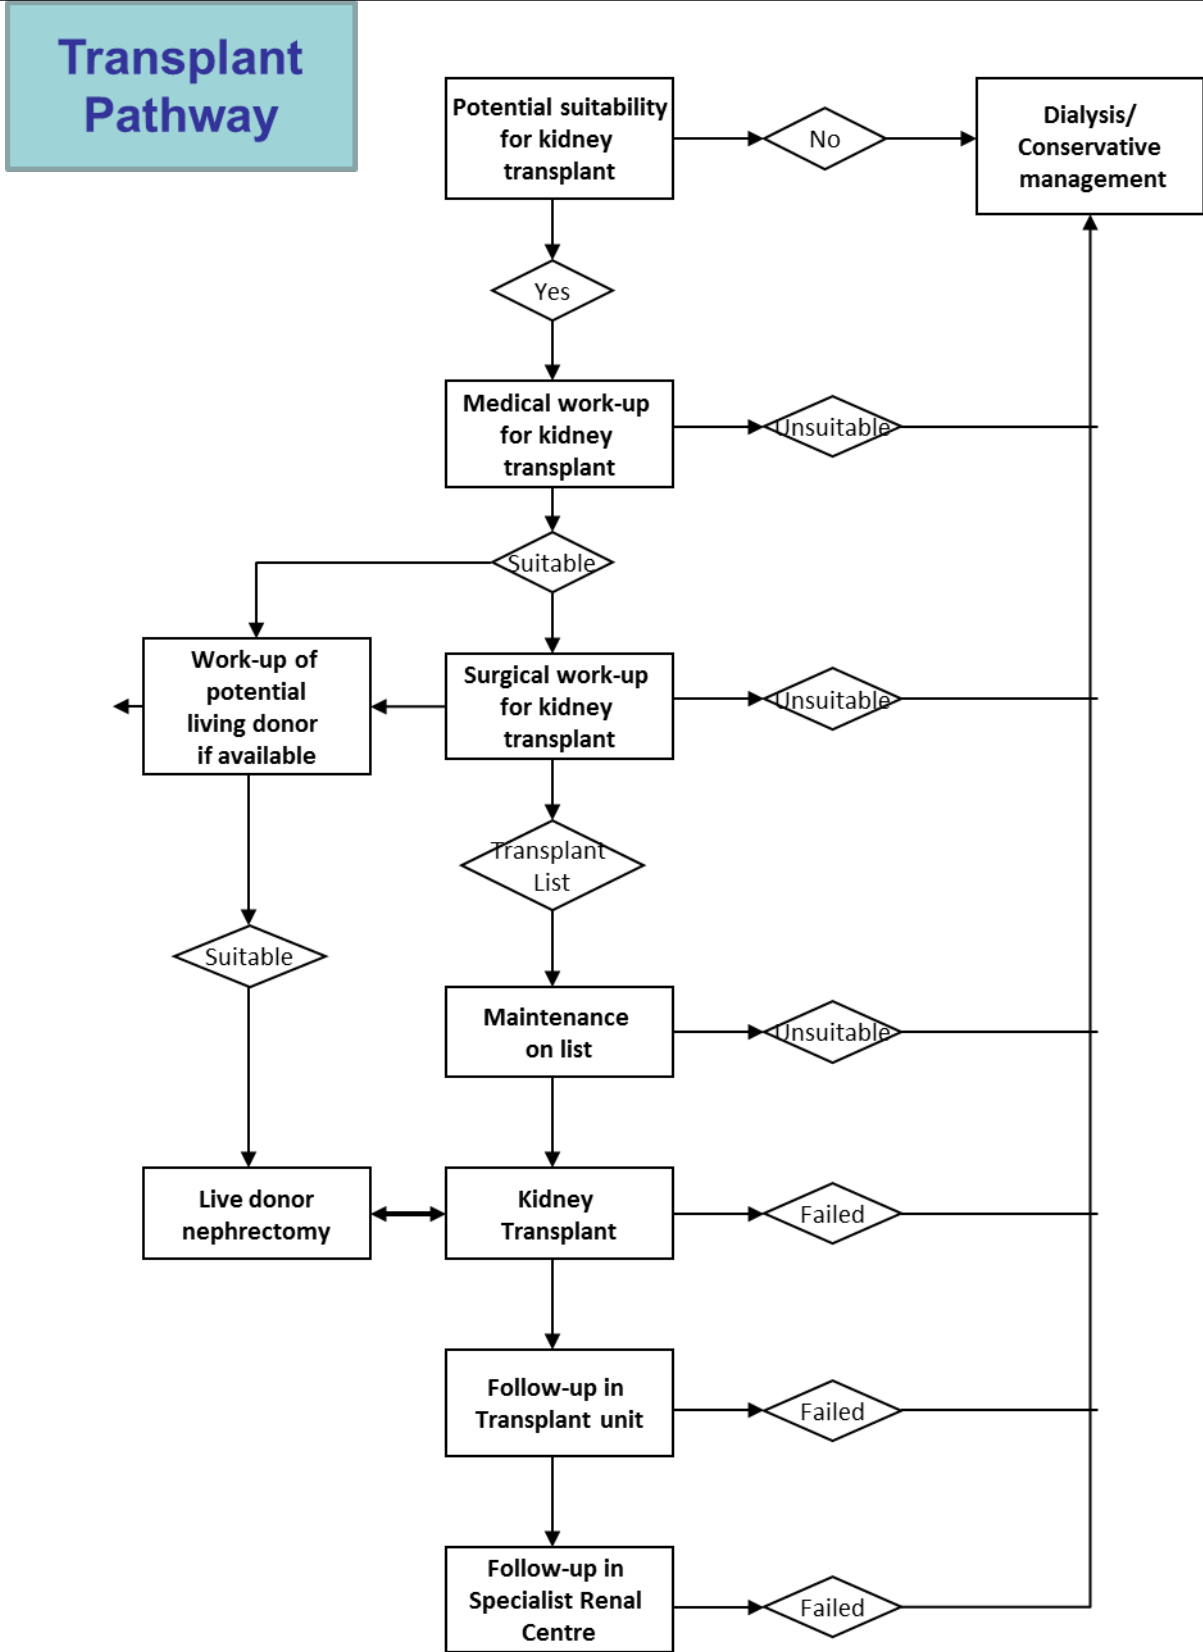 Transplant
Pathway
Potential suitability
for kidney
transplant
No
Dialysis/
Conservative
management
Yes
Medical work-up
for kidney
transplant
Unsuitable
Suitable
Work-up of
potential
living donor
if available
Surgical work-up
for kidney
transplant
Unsuitable
Transplant
List
Suitable
Maintenance
on list
Unsuitable
Live donor
nephrectomy
Kidney
Transplant
Failed
Follow-up in
Transplant unit
Failed
Follow-up in
Specialist Renal
Centre
Failed